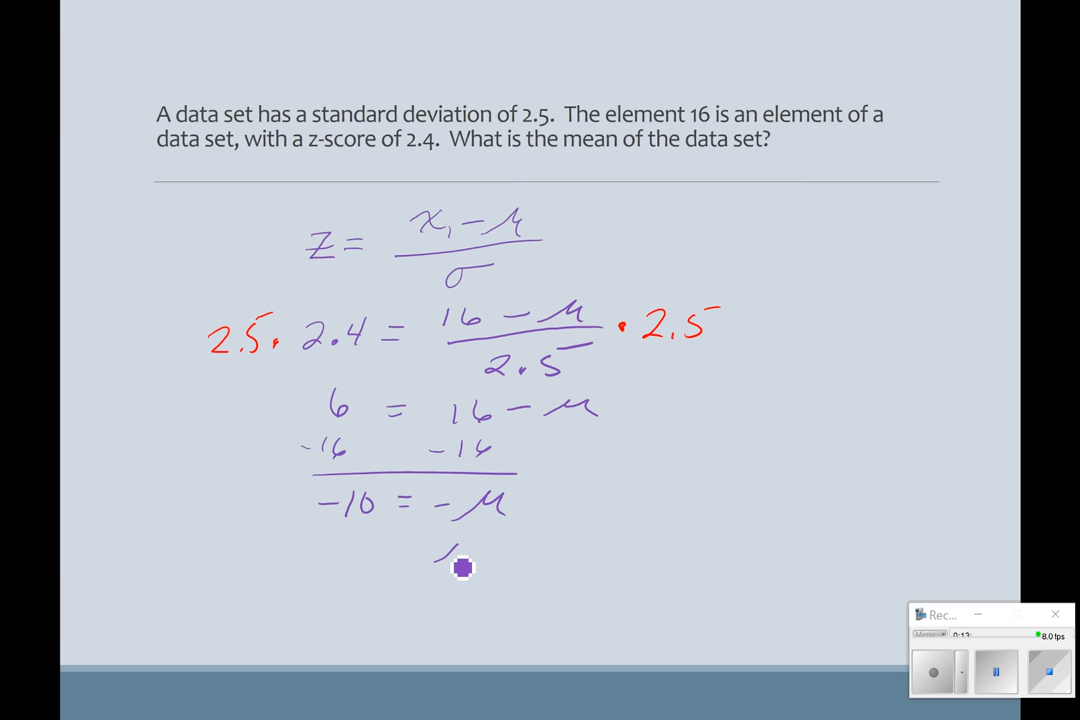 A data set has a standard deviation of 2.5. The element 16 is an element of a
data set, with a z-score of 2.4. What is the mean of the data set?
z = (x₁ - μ) / σ
2.5 · 2.4 = (16 - μ) / 2.5 · 2.5
6 = 16 - μ
-16 -16
-10 = -μ
Rec...
0:13:
8.0 fps